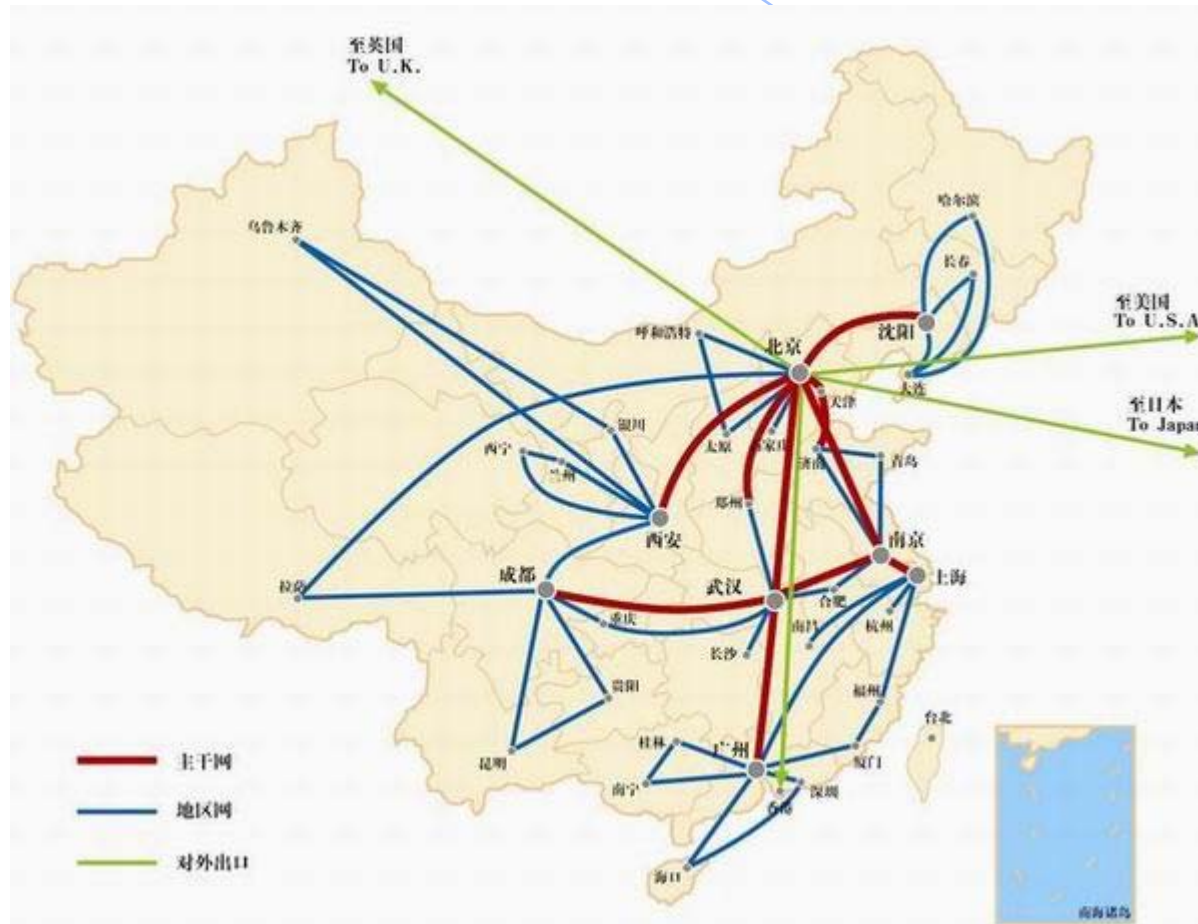 至英国
To U.K.
哈尔滨
乌鲁木齐
长春
至美国
To U.S.A
呼和浩特
沈阳
北京
大连
天津
至日本
To Japan
银川
西宁
太原
家庄
兰州
济南
青岛
郑州
西安
南京
成都
武汉
上海
拉萨
合肥
重庆
南昌
杭州
长沙
贵阳
福州
台北
桂林
广州
昆明
厦门
主干网
南宁
深圳
地区网
对外出口
海口
南海诸岛